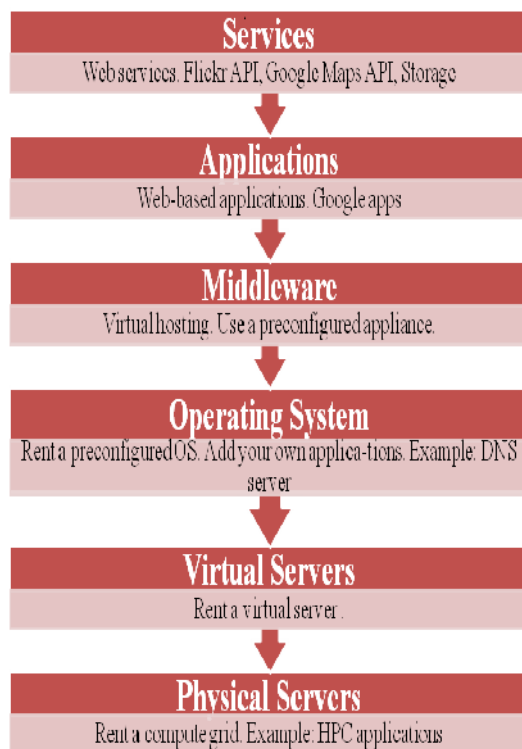 Services
Web services. Flickr API, Google Maps API, Storage
Applications
Web-based applications. Google apps
Middleware
Virtual hosting. Use a preconfigured appliance.
Operating System
Rent a preconfigured OS. Add your own applica-tions. Example: DNS
server
Virtual Servers
Rent a virtual server.
Physical Servers
Rent a compute grid. Example: HPC applications